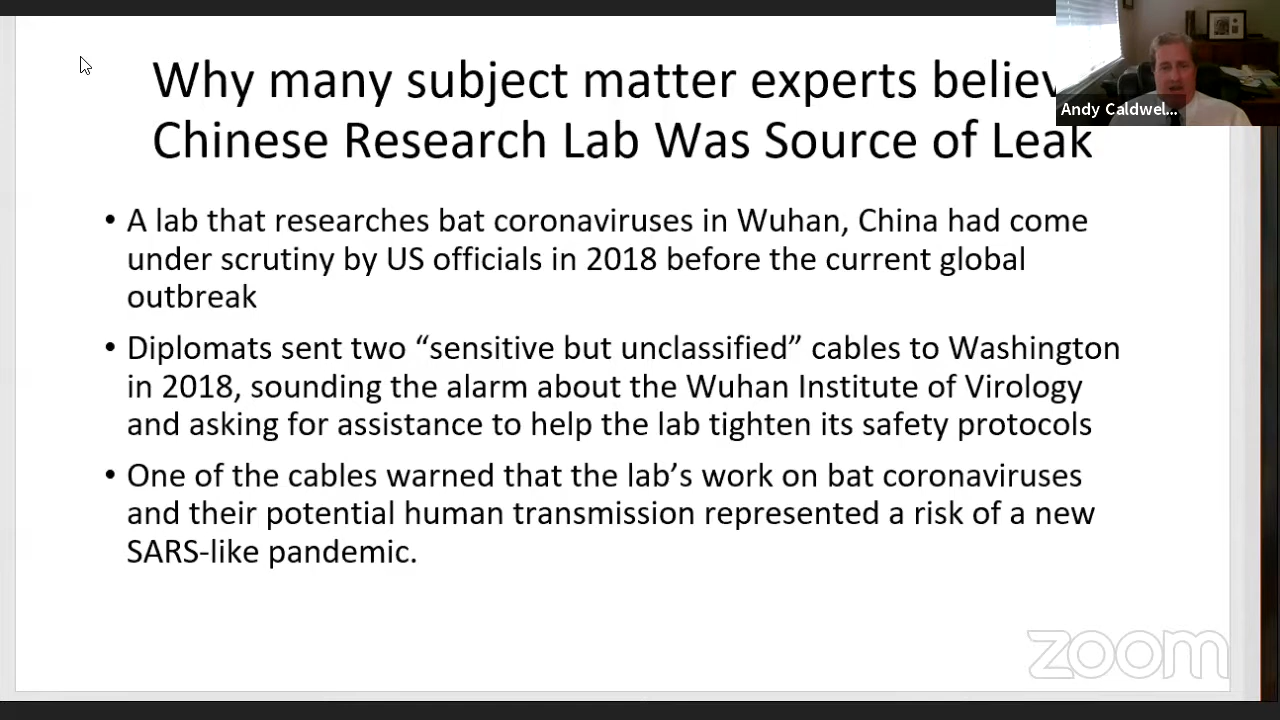 Why many subject matter experts believ
Chinese Research Lab Was Source of Leak
Andy Caldwel...
• A lab that researches bat coronaviruses in Wuhan, China had come
under scrutiny by US officials in 2018 before the current global
outbreak
• Diplomats sent two “sensitive but unclassified” cables to Washington
in 2018, sounding the alarm about the Wuhan Institute of Virology
and asking for assistance to help the lab tighten its safety protocols
• One of the cables warned that the lab’s work on bat coronaviruses
and their potential human transmission represented a risk of a new
SARS-like pandemic.
zoom